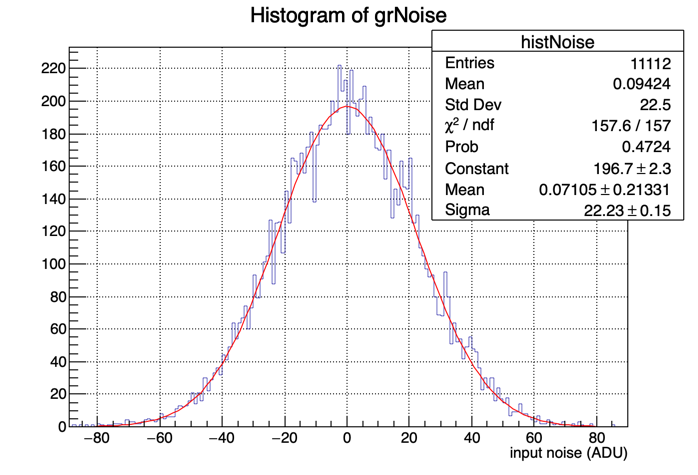 Histogram of grNoise
histNoise
Entries 11112
Mean 0.09424
Std Dev 22.5
χ² / ndf 157.6 / 157
Prob 0.4724
Constant 196.7 ± 2.3
Mean 0.07105 ± 0.21331
Sigma 22.23 ± 0.15
220
200
180
160
140
120
100
80
60
40
20
0
−80 −60 −40 −20 0 20 40 60 80
input noise (ADU)